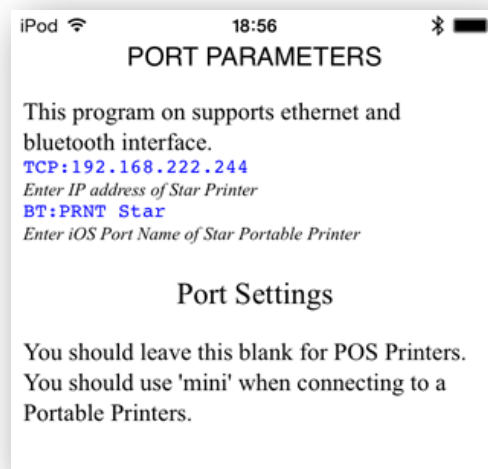 iPod 18:56
PORT PARAMETERS
This program on supports ethernet and
bluetooth interface.
TCP:192.168.222.244
Enter IP address of Star Printer
BT:PRNT Star
Enter iOS Port Name of Star Portable Printer
Port Settings
You should leave this blank for POS Printers.
You should use 'mini' when connecting to a
Portable Printers.